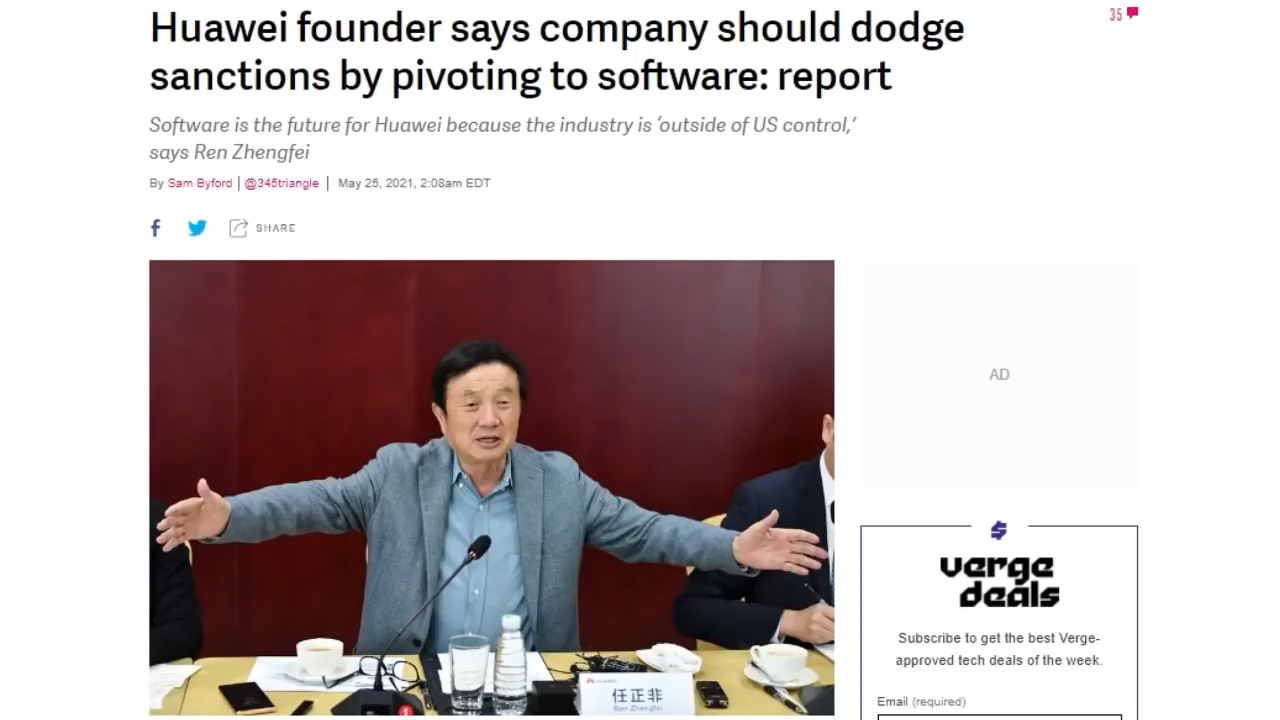 Huawei founder says company should dodge
sanctions by pivoting to software: report
35
Software is the future for Huawei because the industry is ‘outside of US control,’
says Ren Zhengfei
By Sam Byford | @345triangle | May 25, 2021, 2:08am EDT
f
SHARE
AD
verge
deals
Subscribe to get the best Verge-
approved tech deals of the week.
Email (required)
HUAWEI
任正非
Ren Zhengfei
1